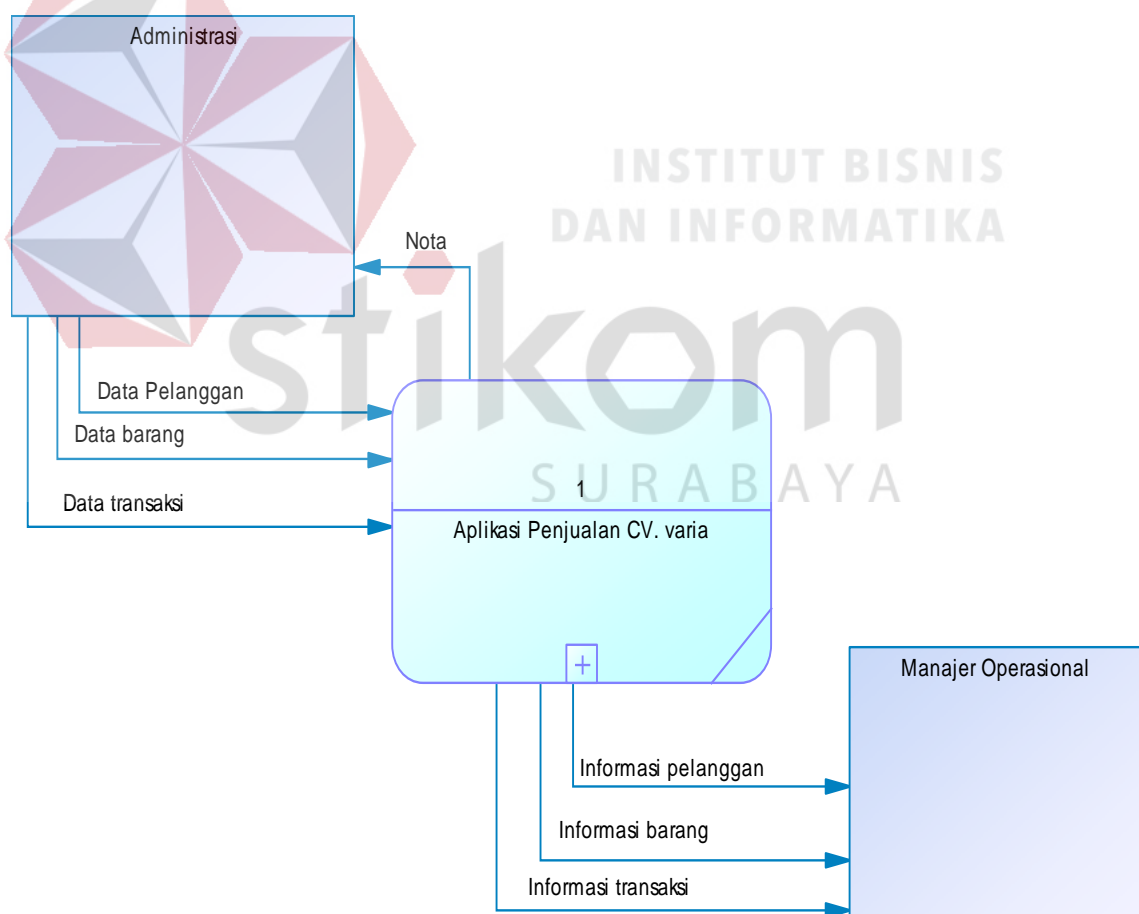 Administrasi
INSTITUT BISNIS
DAN INFORMATIKA
Nota
stikom
Data Pelanggan
Data barang
SURABAYA
1
Data transaksi
Aplikasi Penjualan CV. varia
Manajer Operasional
Informasi pelanggan
Informasi barang
Informasi transaksi